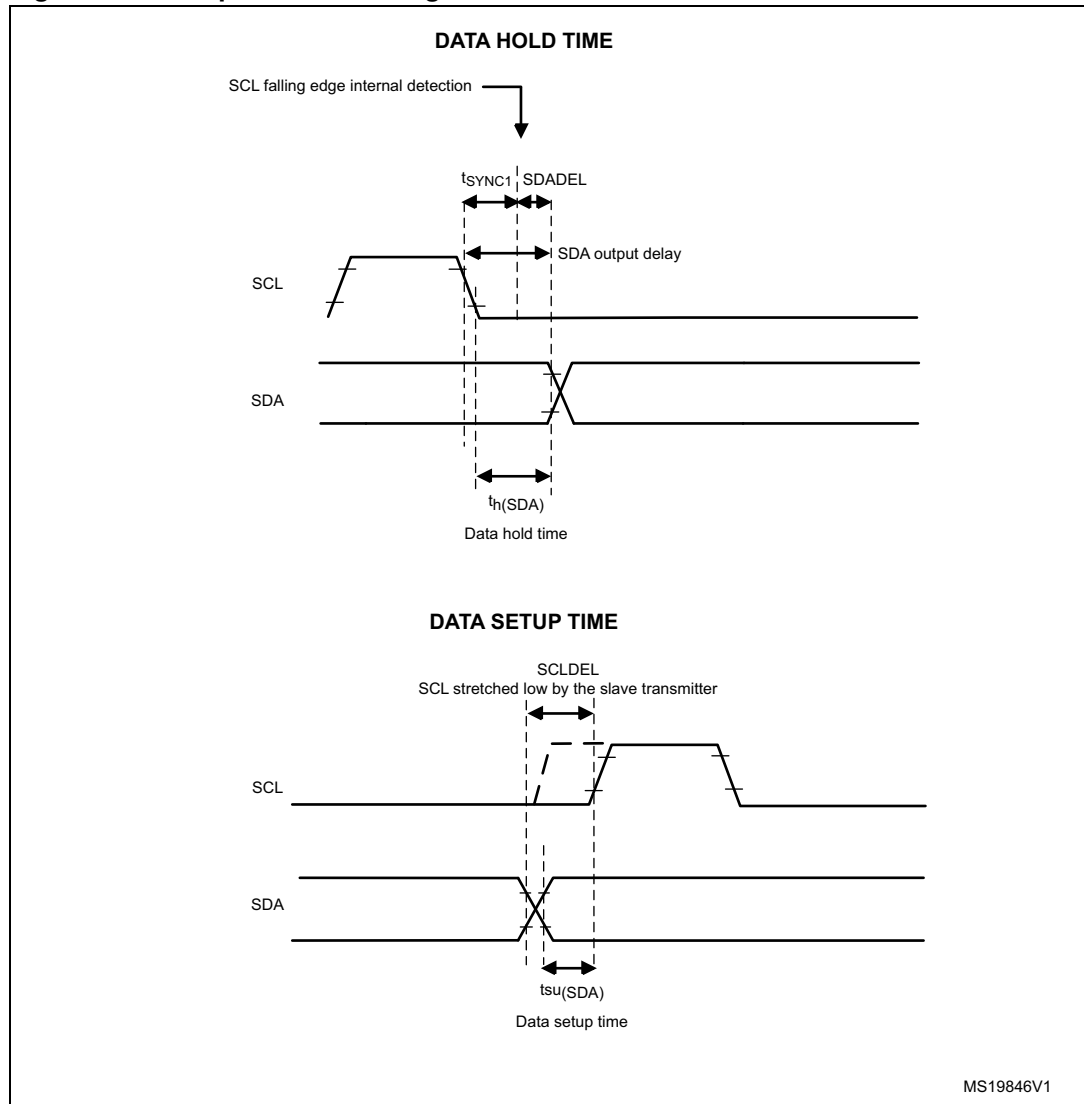 DATA HOLD TIME
SCL falling edge internal detection
tSYNC1 SDADEL
SDA output delay
SCL
SDA
th(SDA)
Data hold time
DATA SETUP TIME
SCLDEL
SCL stretched low by the slave transmitter
SCL
SDA
tsu(SDA)
Data setup time
MS19846V1